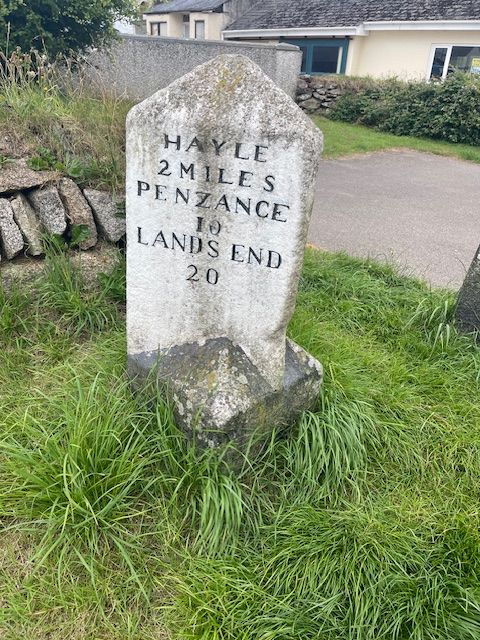 HAYLE
2 MILES
PENZANCE
10
LANDS END
20